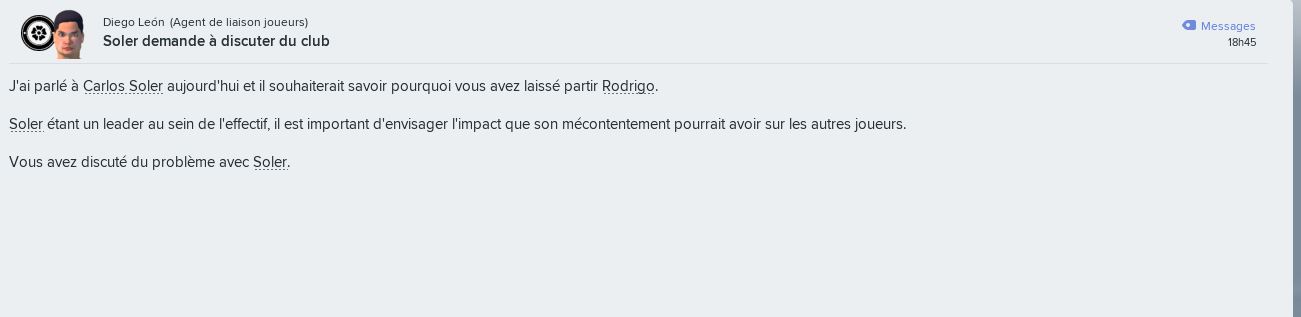 Diego León (Agent de liaison joueurs)
Soler demande à discuter du club
Messages
18h45
J'ai parlé à Carlos Soler aujourd'hui et il souhaiterait savoir pourquoi vous avez laissé partir Rodrigo.
Soler étant un leader au sein de l'effectif, il est important d'envisager l'impact que son mécontentement pourrait avoir sur les autres joueurs.
Vous avez discuté du problème avec Soler.